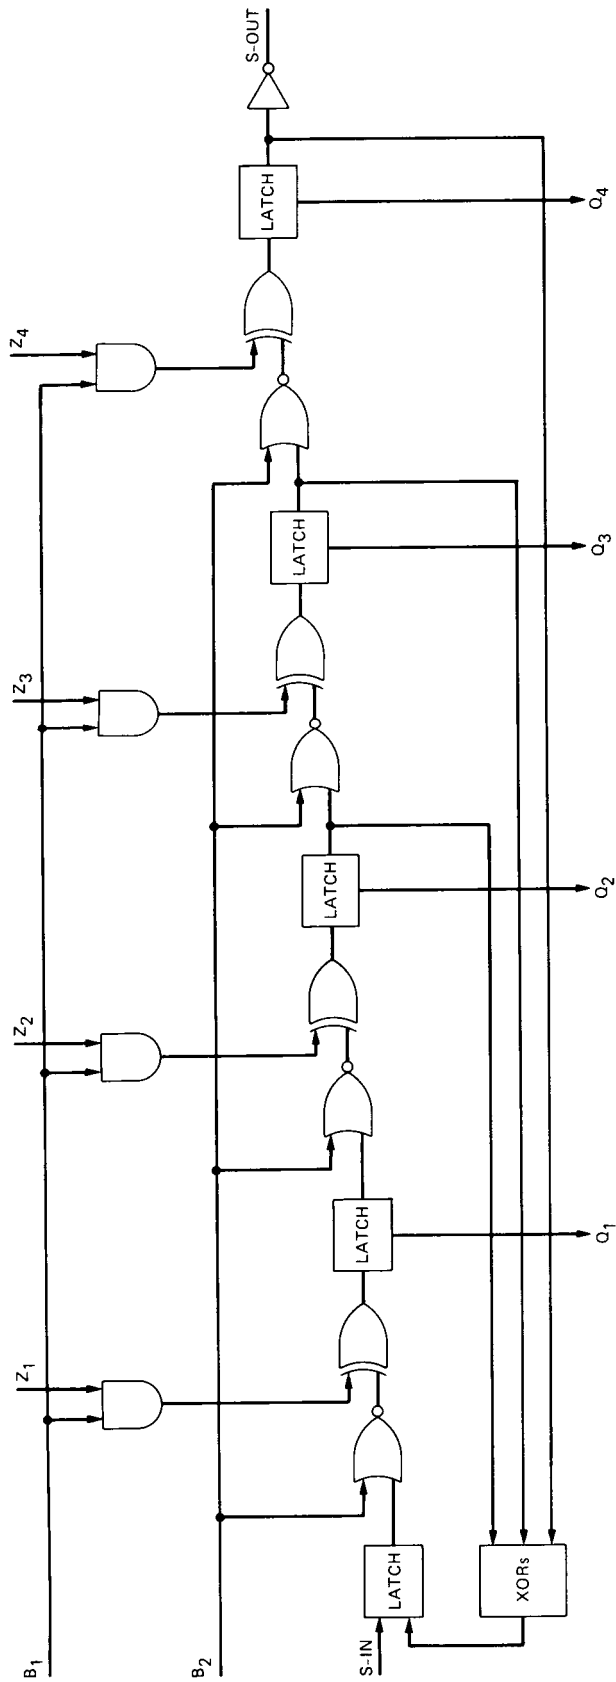 B1
B2
S-IN
Z1
Z2
Z3
Z4
LATCH
LATCH
LATCH
LATCH
LATCH
XORs
S-OUT
Q1
Q2
Q3
Q4